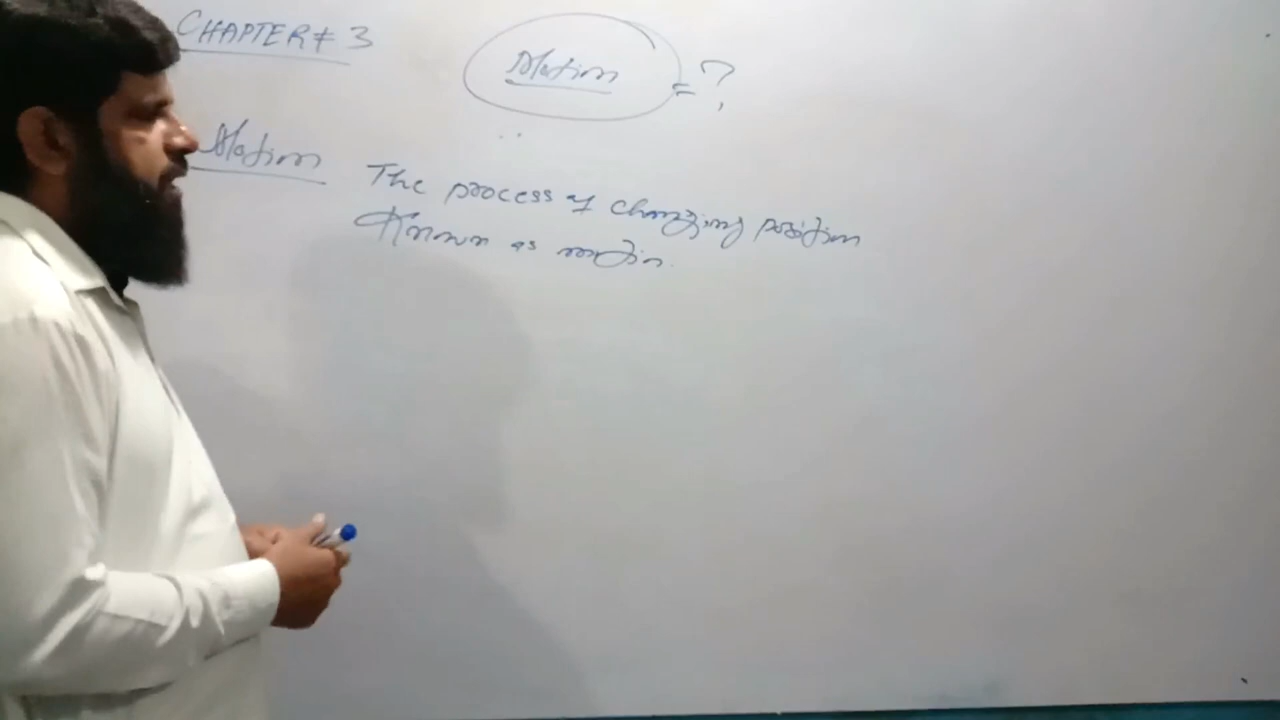 CHAPTER # 3
Motion = ?
Motion The process of changing position
Known as motion.